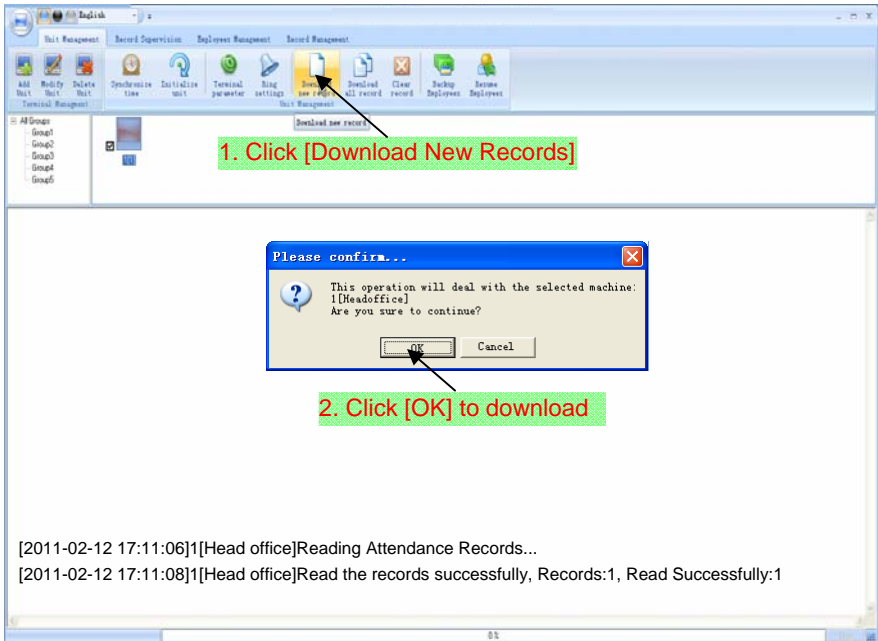 English
Unit Management Record Supervision Employees Management Record Management
Add Unit
Modify Unit
Delete Unit
Synchronize time
Initialize unit
Terminal parameter
Ring settings
Download new record
Download all record
Clear record
Backup Employees
Resume Employees
Terminal Management
Unit Management
Download new record
All Groups
Group1
Group2
Group3
Group4
Group5
1. Click [Download New Records]
Please confirm...
This operation will deal with the selected machine:
1[Headoffice]
Are you sure to continue?
OK Cancel
2. Click [OK] to download
[2011-02-12 17:11:06]1[Head office]Reading Attendance Records...
[2011-02-12 17:11:08]1[Head office]Read the records successfully, Records:1, Read Successfully:1
0%